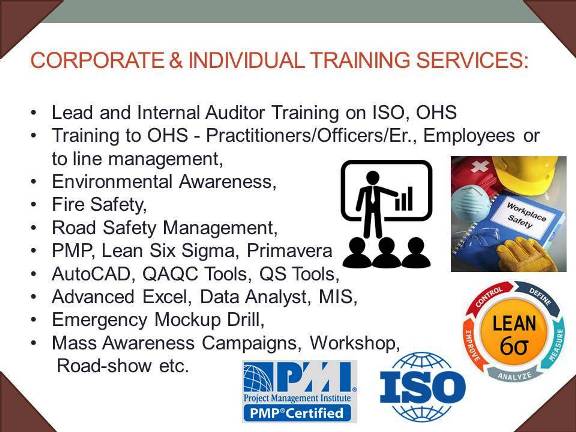 CORPORATE & INDIVIDUAL TRAINING SERVICES:
• Lead and Internal Auditor Training on ISO, OHS
• Training to OHS - Practitioners/Officers/Er., Employees or
to line management,
• Environmental Awareness,
• Fire Safety,
• Road Safety Management,
• PMP, Lean Six Sigma, Primavera
• AutoCAD, QAQC Tools, QS Tools,
• Advanced Excel, Data Analyst, MIS,
• Emergency Mockup Drill,
• Mass Awareness Campaigns, Workshop,
Road-show etc.
Workplace
Safety
CONTROL
DEFINE
MEASURE
ANALYZE
IMPROVE
LEAN
6σ
PMI®
Project Management Institute
PMP®Certified
ISO